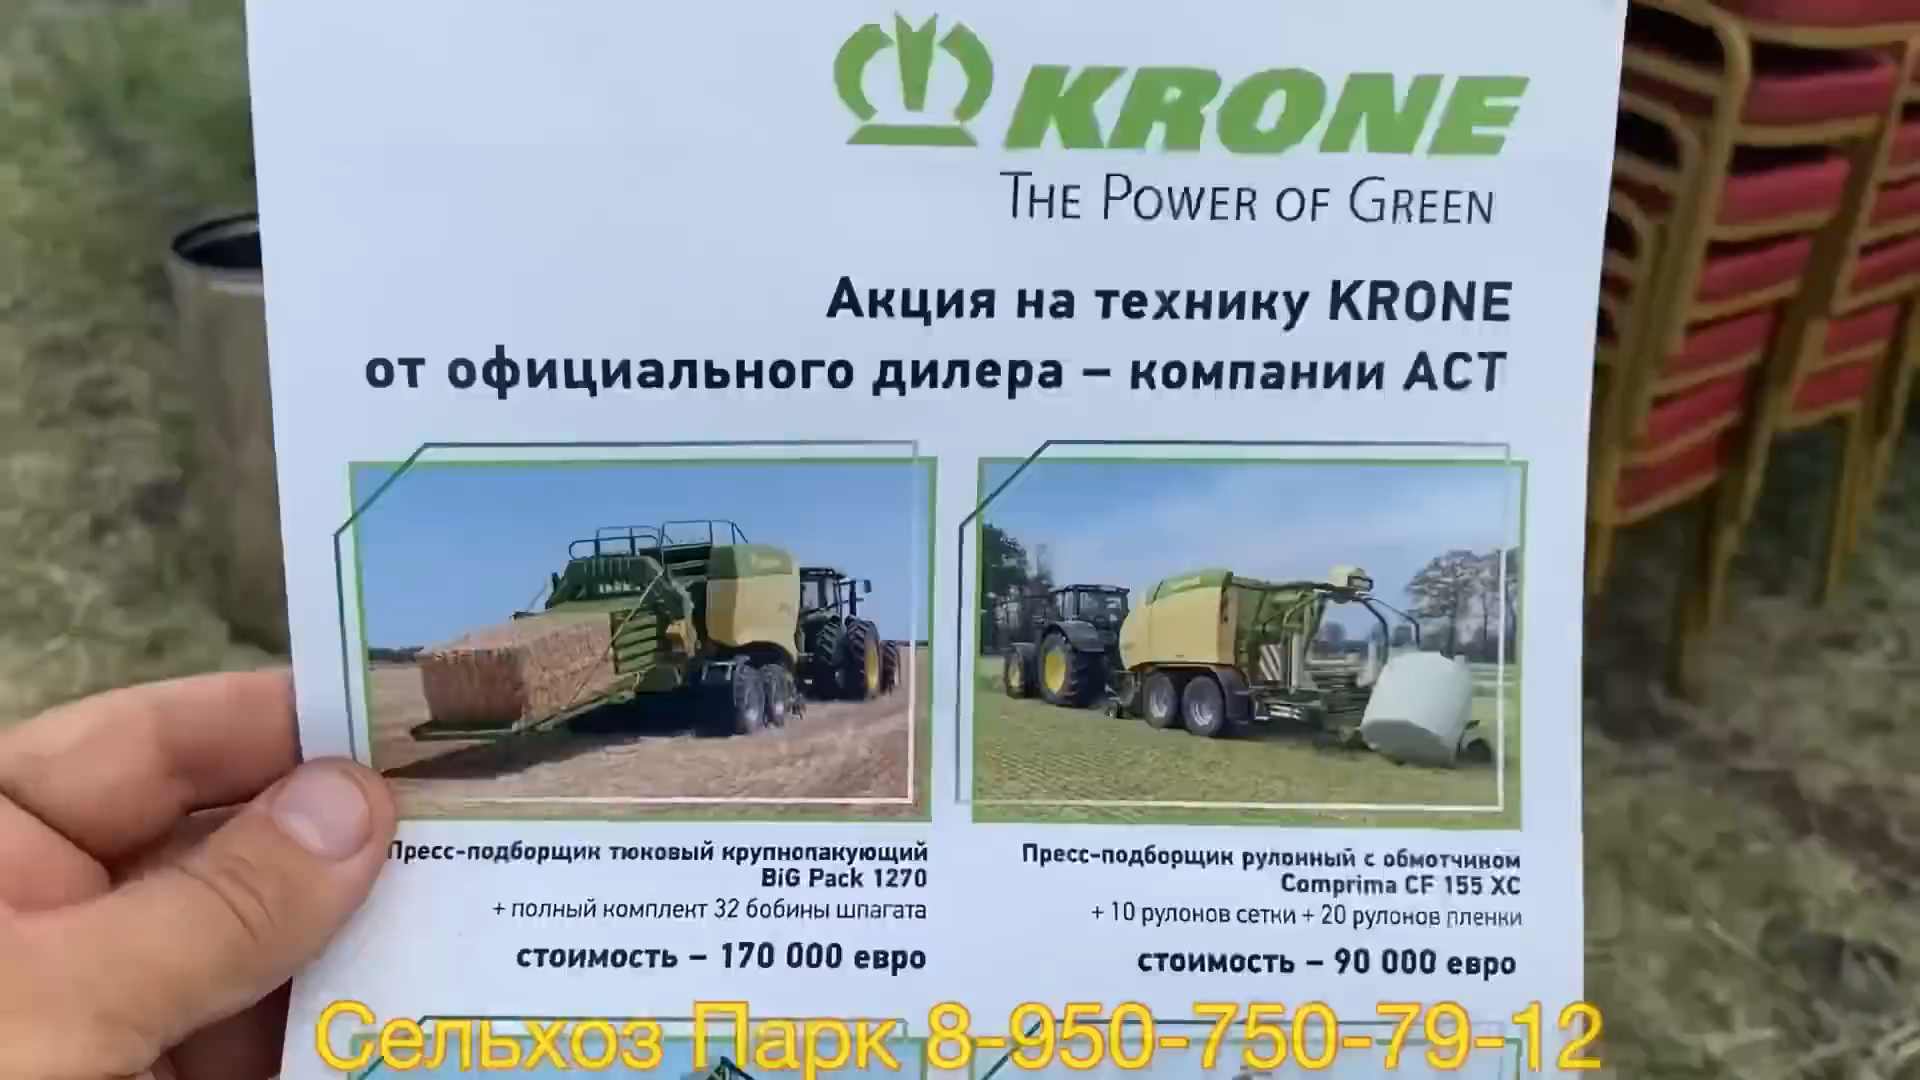 KRONE
THE POWER OF GREEN
Акция на технику KRONE
от официального дилера – компании АСТ
Пресс-подборщик тюковый крупнопакующий
BiG Pack 1270
+ полный комплект 32 бобины шпагата
стоимость – 170 000 евро
Пресс-подборщик рулонный с обмотчиком
Comprima CF 155 XC
+ 10 рулонов сетки + 20 рулонов пленки
стоимость – 90 000 евро
Сельхоз Парк 8-950-750-79-12